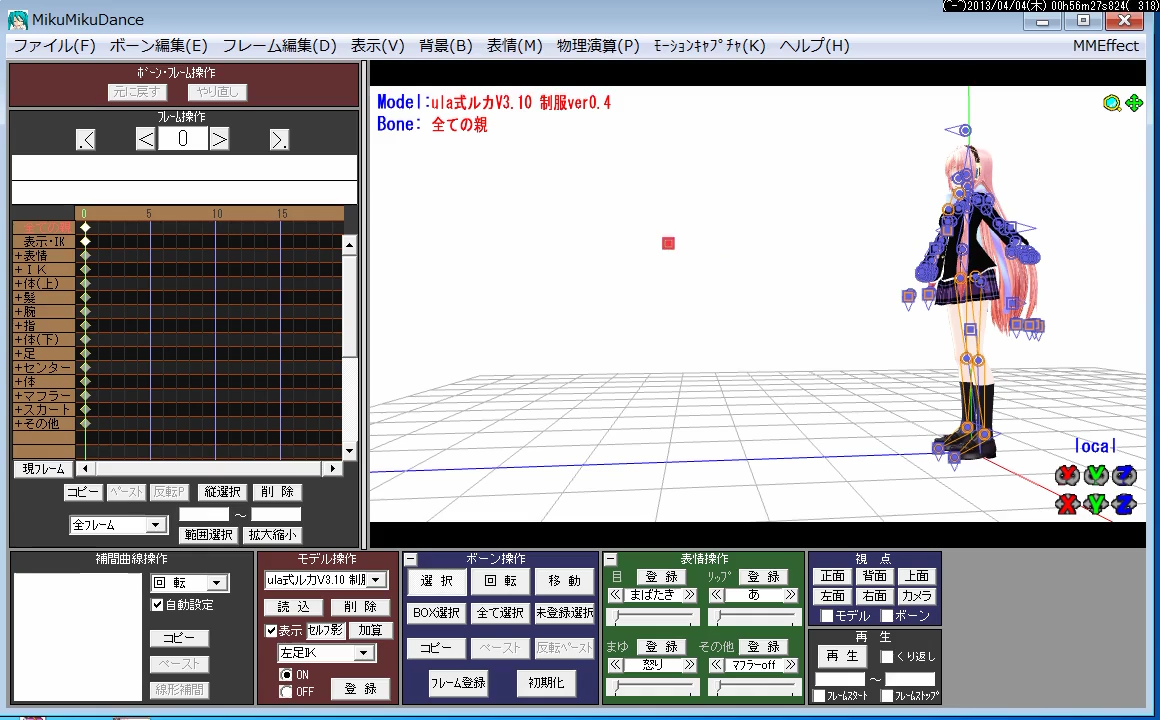 (^-^)2013/04/04(木) 00h56m27s824( 318)
MikuMikuDance
ファイル(F) ボーン編集(E) フレーム編集(D) 表示(V) 背景(B) 表情(M) 物理演算(P) ﾓｰｼｮﾝｷｬﾌﾟﾁｬ(K) ヘルプ(H) MMEffect
ﾎﾞｰﾝ・ﾌﾚｰﾑ操作
元に戻す やり直し
ﾌﾚｰﾑ操作
.< < 0 > >.
Model:ula式ルカV3.10 制服ver0.4
Bone: 全ての親
0 5 10 15
全ての親
表示・IK
+表情
+ＩＫ
+体(上)
+髪
+腕
+指
+体(下)
+足
+センター
+体
+マフラー
+スカート
+その他
現フレーム
コピー ﾍﾟｰｽﾄ 反転P 縦選択 削 除
全フレーム ～
範囲選択 拡大縮小
local
X Y Z
X Y Z
補間曲線操作
回 転
自動設定
コピー
ペースト
線形補間
モデル操作
ula式ルカV3.10 制服
読 込 削 除
表示 ｾﾙﾌ影 加算
左足IK
ON
OFF
登 録
ボーン操作
選 択 回 転 移 動
BOX選択 全て選択 未登録選択
コピー ペースト 反転ﾍﾟｰｽﾄ
フレーム登録 初期化
表情操作
目 登 録 ﾘｯﾌﾟ 登 録
≪ まばたき ≫ ≪ あ ≫
まゆ 登 録 その他 登 録
≪ 怒り ≫ ≪ マフラーoff ≫
視 点
正面 背面 上面
左面 右面 カメラ
モデル ボーン
再 生
再 生 くり返し
～
ﾌﾚｰﾑｽﾀｰﾄ ﾌﾚｰﾑｽﾄｯﾌﾟ